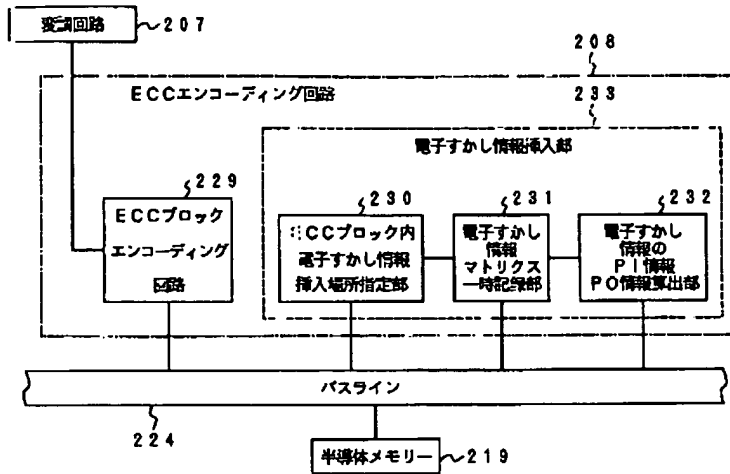 変調回路
207
208
ECCエンコーディング回路
233
電子すかし情報挿入部
229
ECCブロック
エンコーディング
回路
230
ECCブロック内
電子すかし情報
挿入場所指定部
231
電子すかし
情報
マトリクス
一時記録部
232
電子すかし
情報の
PI情報
PO情報算出部
バスライン
224
半導体メモリー
219